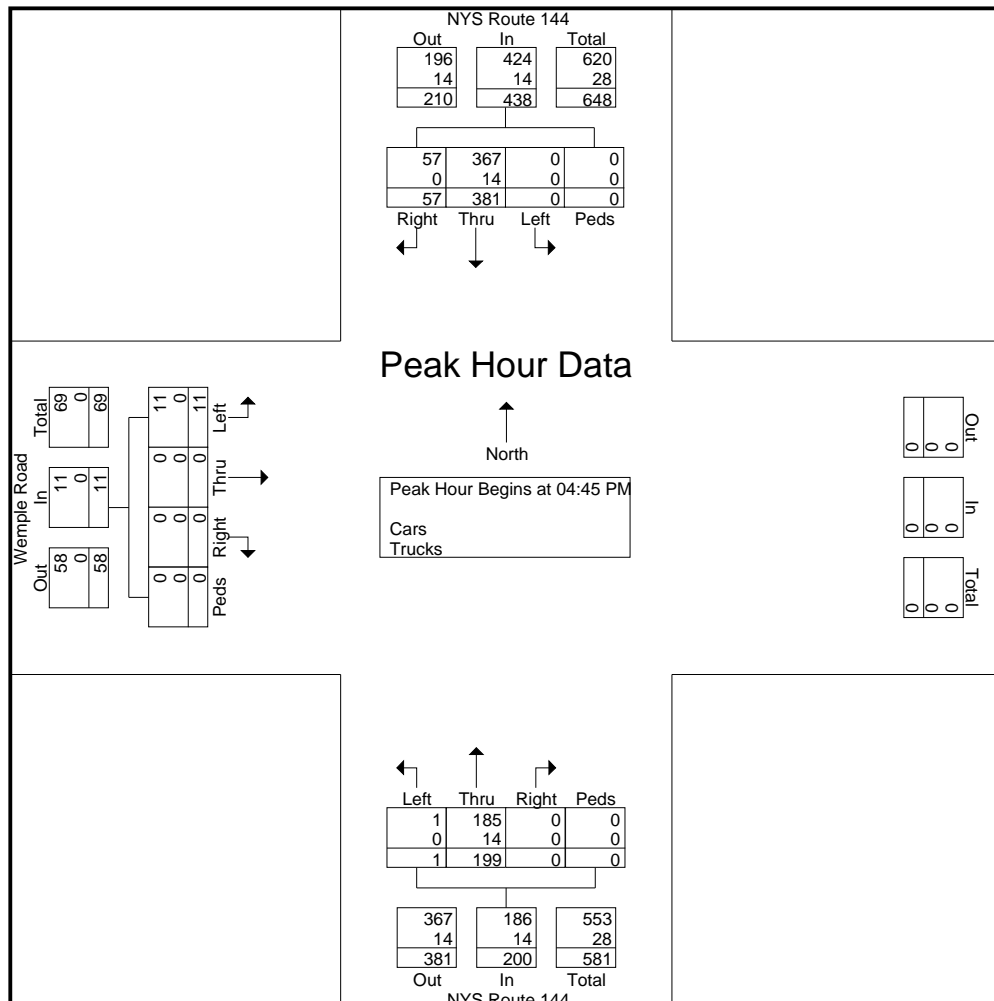 NYS Route 144
Out In Total
196 424 620
14 14 28
210 438 648
57 367 0 0
0 14 0 0
57 381 0 0
Right Thru Left Peds
Peak Hour Data
North
Peak Hour Begins at 04:45 PM
Cars
Trucks
Wemple Road
Total In Out
69 11 58
0 0 0
69 11 58
11 0 0 0
0 0 0 0
11 0 0 0
Left Thru Right Peds
Out In Total
0 0 0
0 0 0
0 0 0
Left Thru Right Peds
1 185 0 0
0 14 0 0
1 199 0 0
367 186 553
14 14 28
381 200 581
Out In Total
NYS Route 144